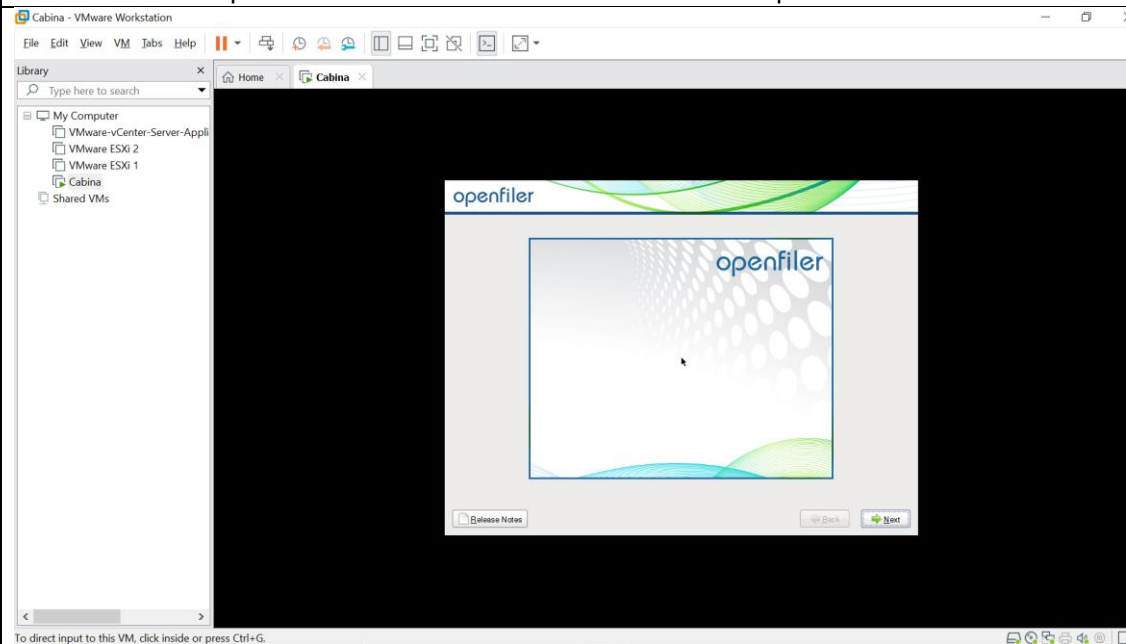 Cabina - VMware Workstation
File Edit View VM Tabs Help
Library
Type here to search
My Computer
VMware-vCenter-Server-Appli
VMware ESXi 2
VMware ESXi 1
Cabina
Shared VMs
Home
Cabina
openfiler
openfiler
Release Notes
Back
Next
To direct input to this VM, click inside or press Ctrl+G.